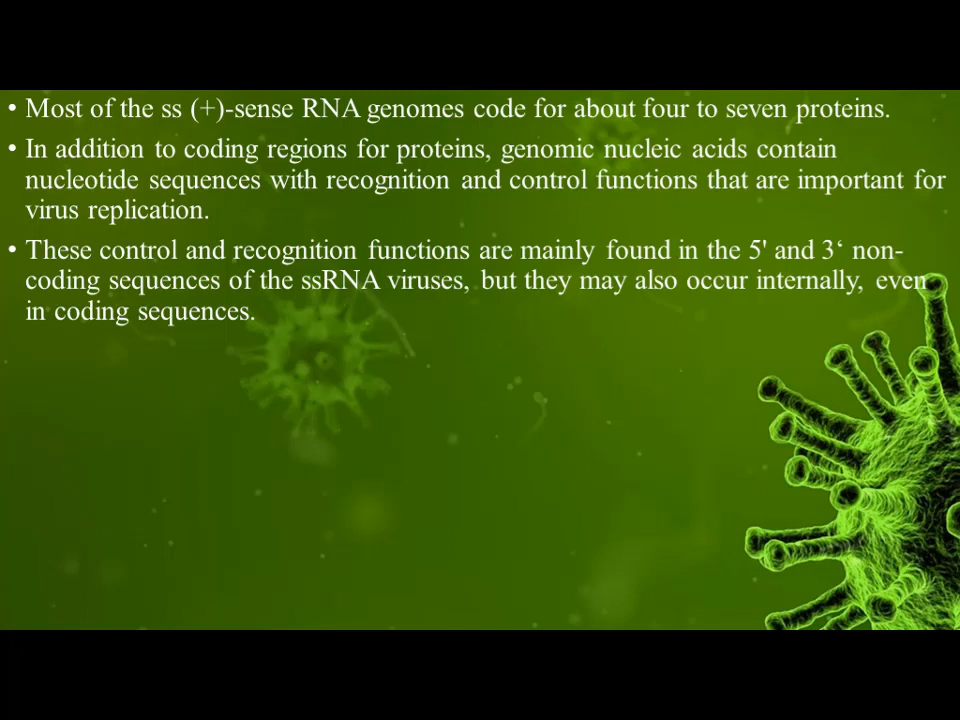 • Most of the ss (+)-sense RNA genomes code for about four to seven proteins.
• In addition to coding regions for proteins, genomic nucleic acids contain
nucleotide sequences with recognition and control functions that are important for
virus replication.
• These control and recognition functions are mainly found in the 5' and 3‘ non-
coding sequences of the ssRNA viruses, but they may also occur internally, even
in coding sequences.